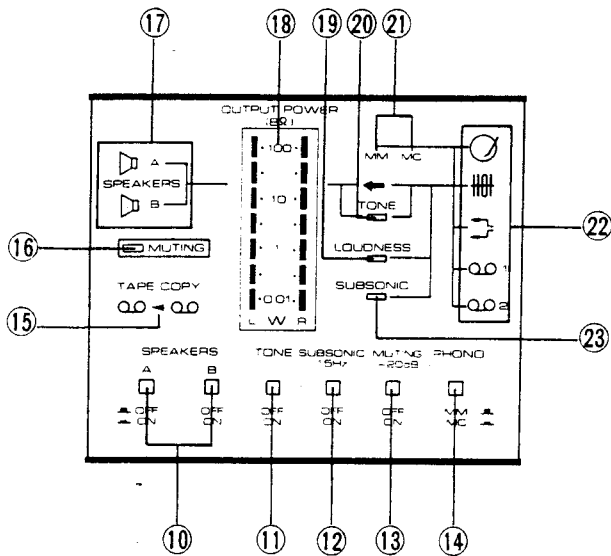 17 18 19 20 21
OUTPUT POWER
(8Ω)
100
MM MC
A
SPEAKERS
B
10
TONE
22
16 MUTING
1
LOUDNESS
1
TAPE COPY
SUBSONIC
15
0.01
2
23
L W R
SPEAKERS TONE SUBSONIC MUTING PHONO
A B 15Hz -20dB
OFF OFF OFF OFF OFF MM
ON ON ON ON ON MC
10 11 12 13 14